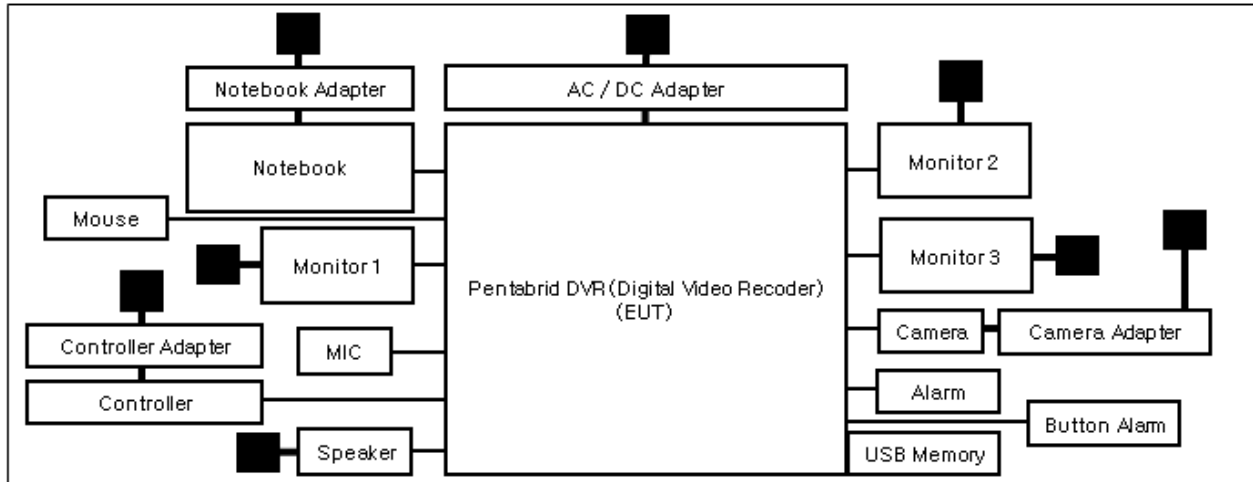 Notebook Adapter
AC / DC Adapter
Notebook
Monitor 2
Mouse
Monitor 1
Monitor 3
Pentabrid DVR(Digital Video Recoder)
(EUT)
Controller Adapter
MIC
Camera
Camera Adapter
Controller
Alarm
Button Alarm
Speaker
USB Memory